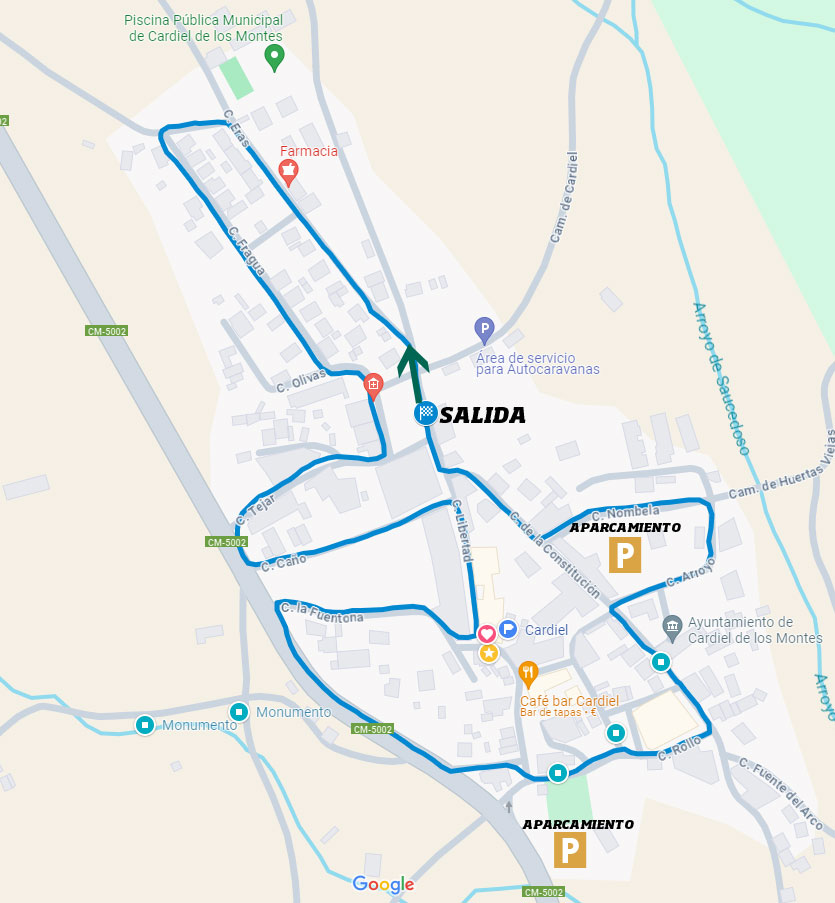 Piscina Pública Municipal
de Cardiel de los Montes
C. Eras
Farmacia
Cam. de Cardiel
C. Fragua
Arroyo de Saucedoso
CM-5002
Área de servicio
para Autocaravanas
C. Olivas
SALIDA
Cam. de Huertas Viejas
C. Tejar
C. Libertad
C. Nombela
APARCAMIENTO
P
C. de la Constitución
CM-5002
C. Caño
C. Arroyo
C. la Fuentona
Cardiel
Ayuntamiento de
Cardiel de los Montes
Café bar Cardiel
Bar de tapas • €
Monumento
Monumento
CM-5002
C. Rollo
C. Fuente del Arco
APARCAMIENTO
P
Google
CM-5002